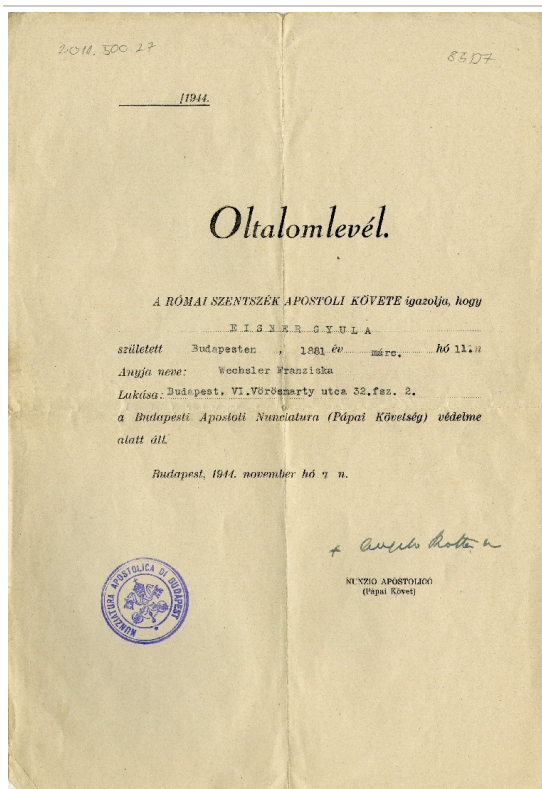 2012.500.27
83D7
/1944.
Oltalomlevél.
A RÓMAI SZENTSZÉK APOSTOLI KÖVETE igazolja, hogy
EISNER GYULA
született Budapesten , 1881 év márc. hó 11.n
Anyja neve: Wechsler Franziska
Lakása: Budapest, VI.Vörösmarty utca 32.fsz. 2.
a Budapesti Apostoli Nunciatura (Pápai Követség) védelme
alatt áll.
Budapest, 1944. november hó n.
+ Angelo Rotta
NUNZIO APOSTOLICO
(Pápai Követ)
NUNZIATURA APOSTOLICA DI BUDAPEST